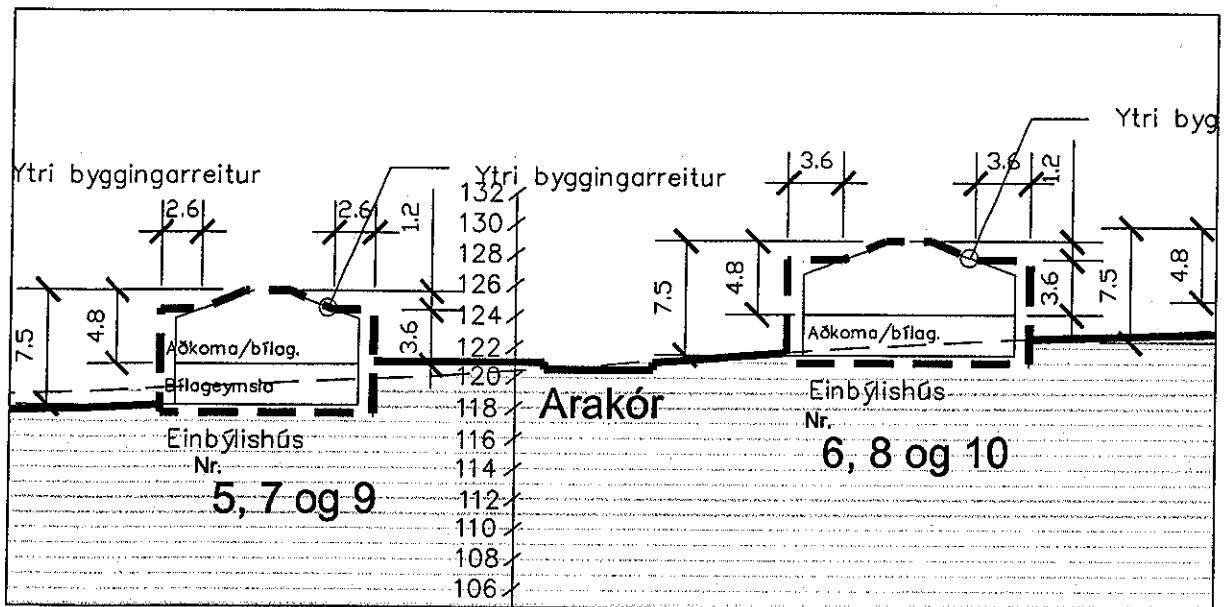 Ytri byg
3.6
3.6
1.2
Ytri byggingarreitur
Ytri byggingarreitur
132
2.6
2.6
1.2
130
128
126
7.5
4.8
3.6
7.5
4.8
7.5
4.8
3.6
124
122
120
118
116
114
112
110
108
106
Aðkoma/bílag.
Bílageymsla
Aðkoma/bílag.
Arakór
Einbýlishús
Nr.
6, 8 og 10
Einbýlishús
Nr.
5, 7 og 9